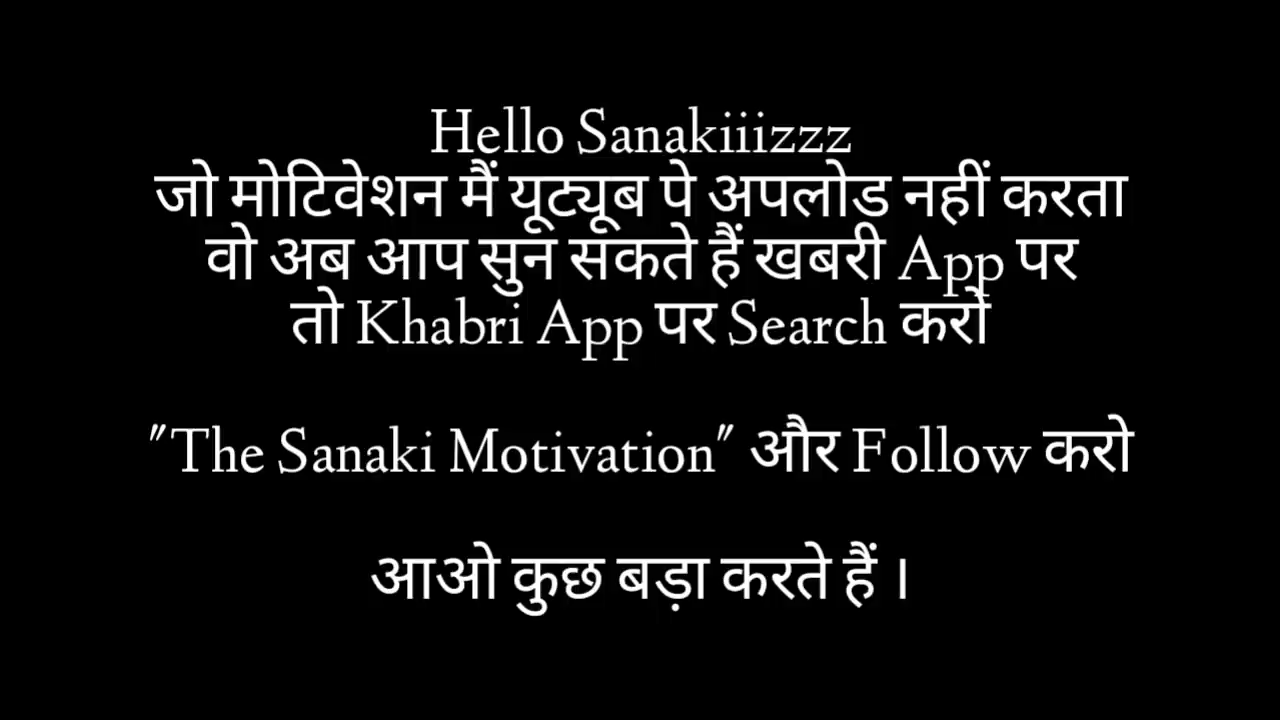 Hello Sanakiiizzz
जो मोटिवेशन मैं यूट्यूब पे अपलोड नहीं करता
वो अब आप सुन सकते हैं खबरी App पर
तो Khabri App पर Search करो
"The Sanaki Motivation" और Follow करो
आओ कुछ बड़ा करते हैं ।